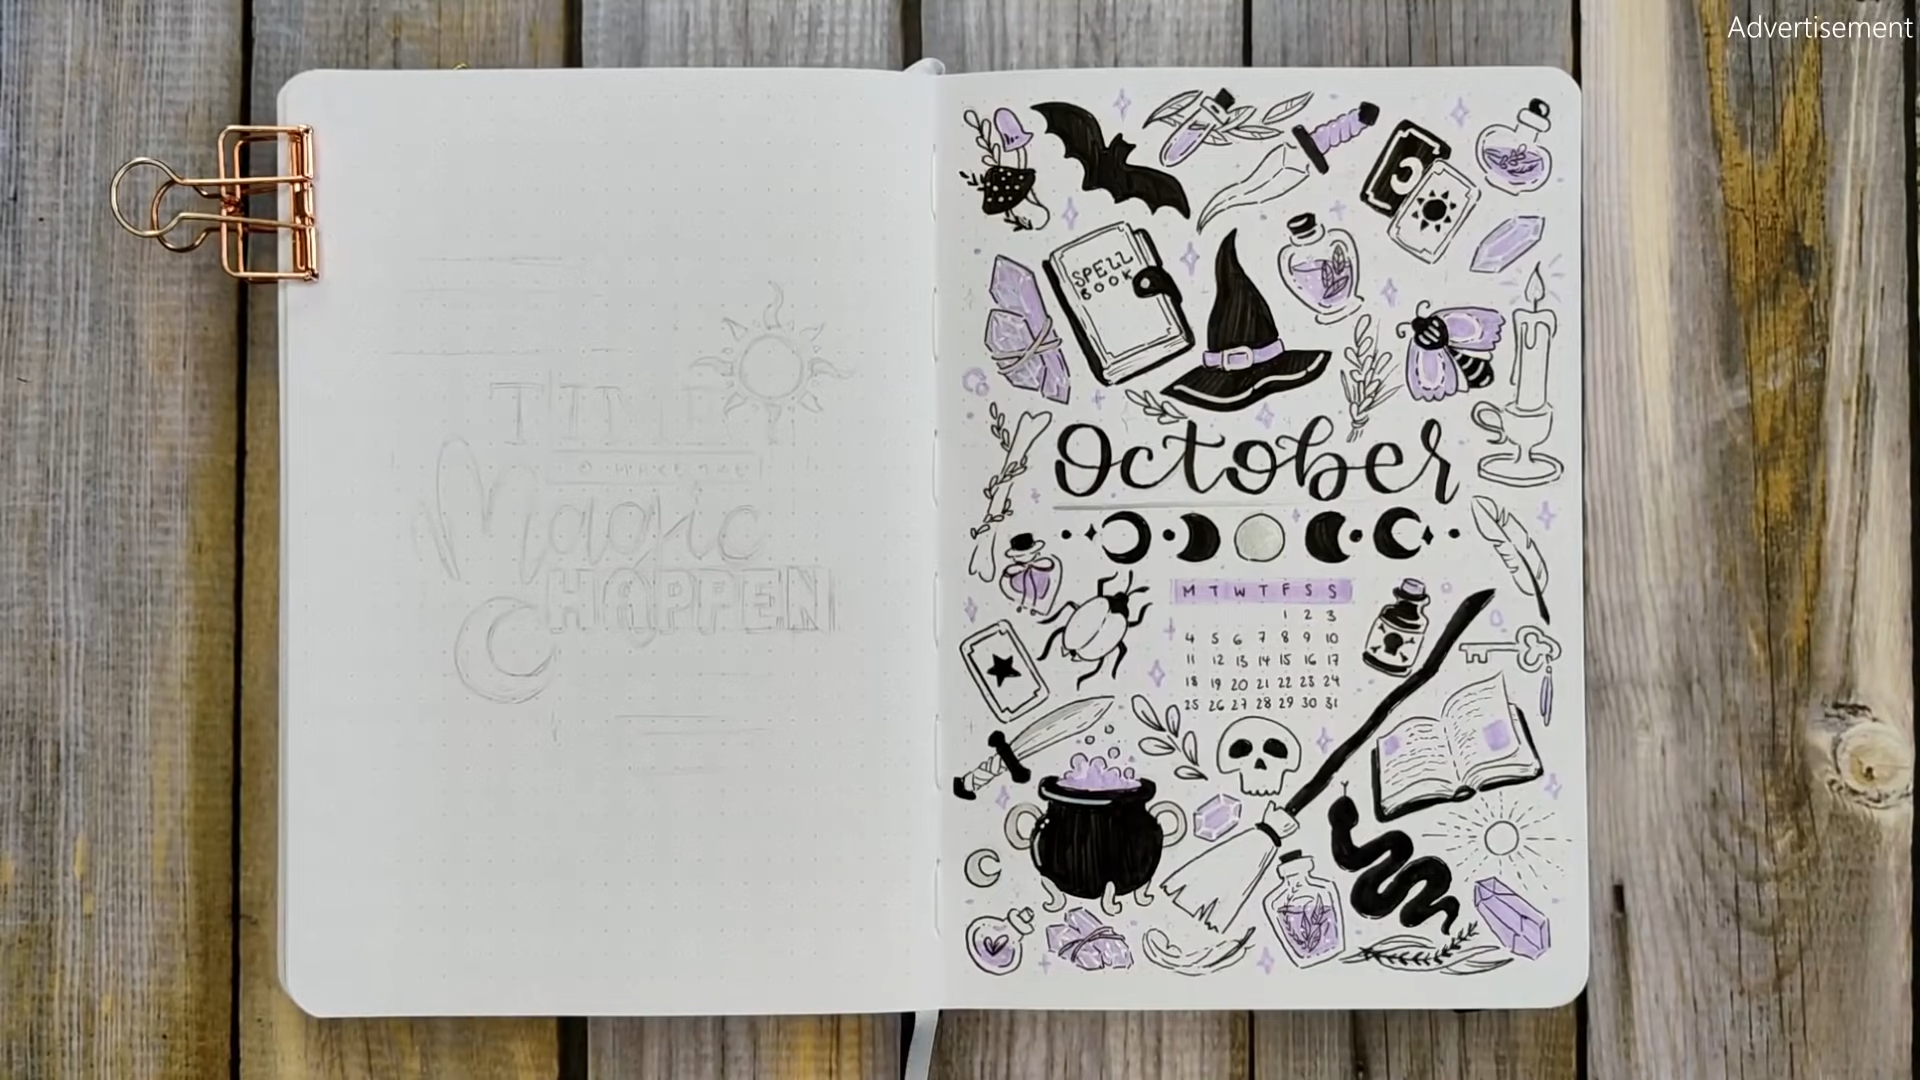 Advertisement
TIME
to make the
Magic
HAPPEN
SPELL
BOOK
October
M T W T F S S
1 2 3
4 5 6 7 8 9 10
11 12 13 14 15 16 17
18 19 20 21 22 23 24
25 26 27 28 29 30 31